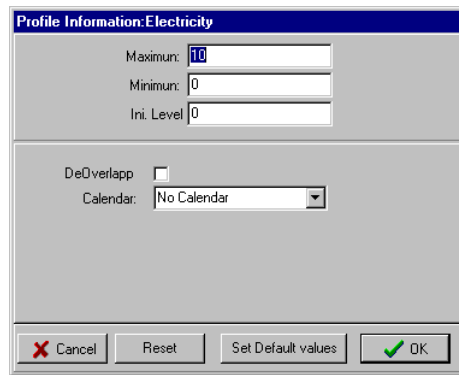 Profile Information:Electricity
Maximun: 10
Minimun: 0
Ini. Level 0
DeOverlapp
Calendar: No Calendar
Cancel Reset Set Default values OK